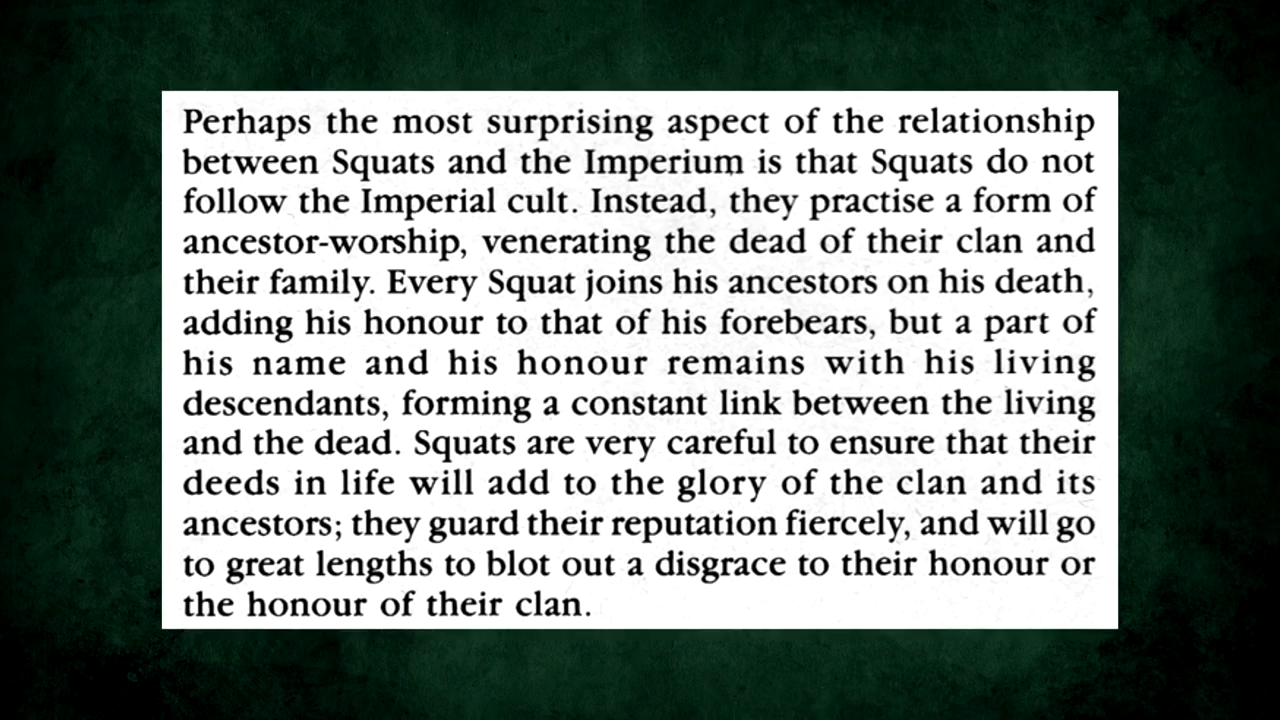 Perhaps the most surprising aspect of the relationship
between Squats and the Imperium is that Squats do not
follow the Imperial cult. Instead, they practise a form of
ancestor-worship, venerating the dead of their clan and
their family. Every Squat joins his ancestors on his death,
adding his honour to that of his forebears, but a part of
his name and his honour remains with his living
descendants, forming a constant link between the living
and the dead. Squats are very careful to ensure that their
deeds in life will add to the glory of the clan and its
ancestors; they guard their reputation fiercely, and will go
to great lengths to blot out a disgrace to their honour or
the honour of their clan.